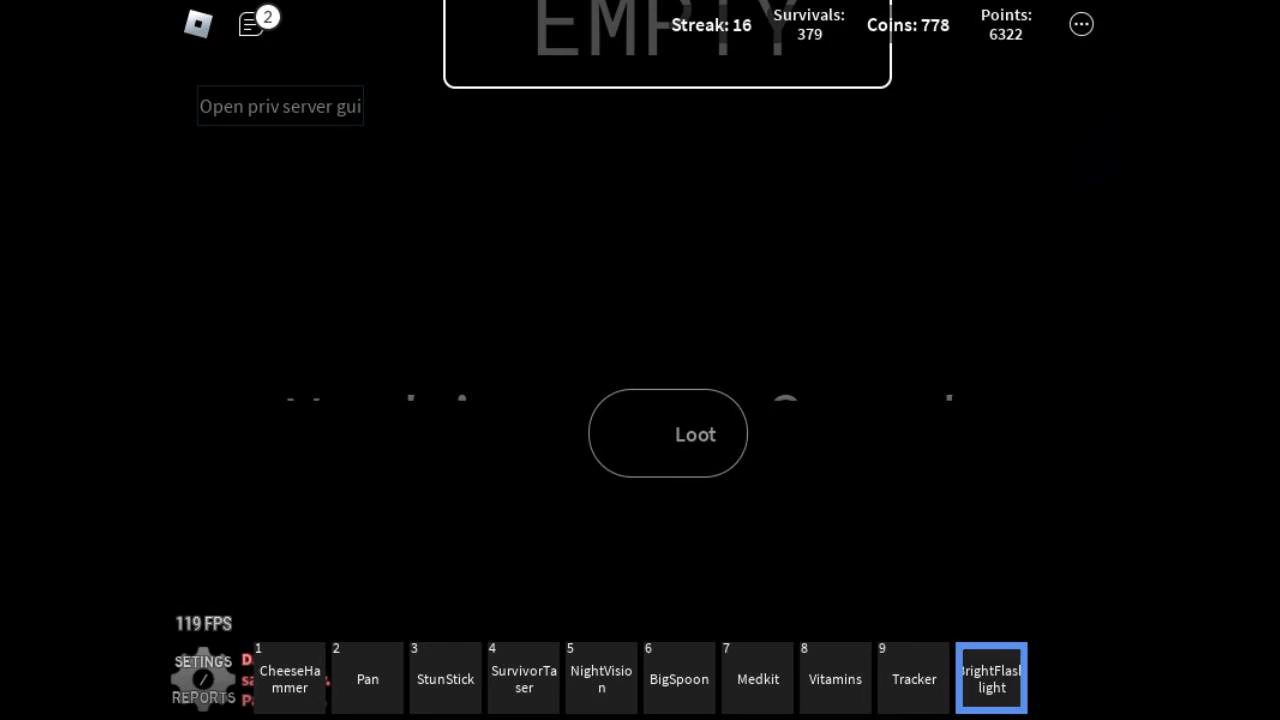 2
EMPTY
Streak: 16
Survivals:
379
Coins: 778
Points:
6322
Open priv server gui
Loot
119 FPS
SETINGS
/
REPORTS
1
CheeseHa
mmer
2
Pan
3
StunStick
4
SurvivorTa
ser
5
NightVisio
n
6
BigSpoon
7
Medkit
8
Vitamins
9
Tracker
BrightFlash
light